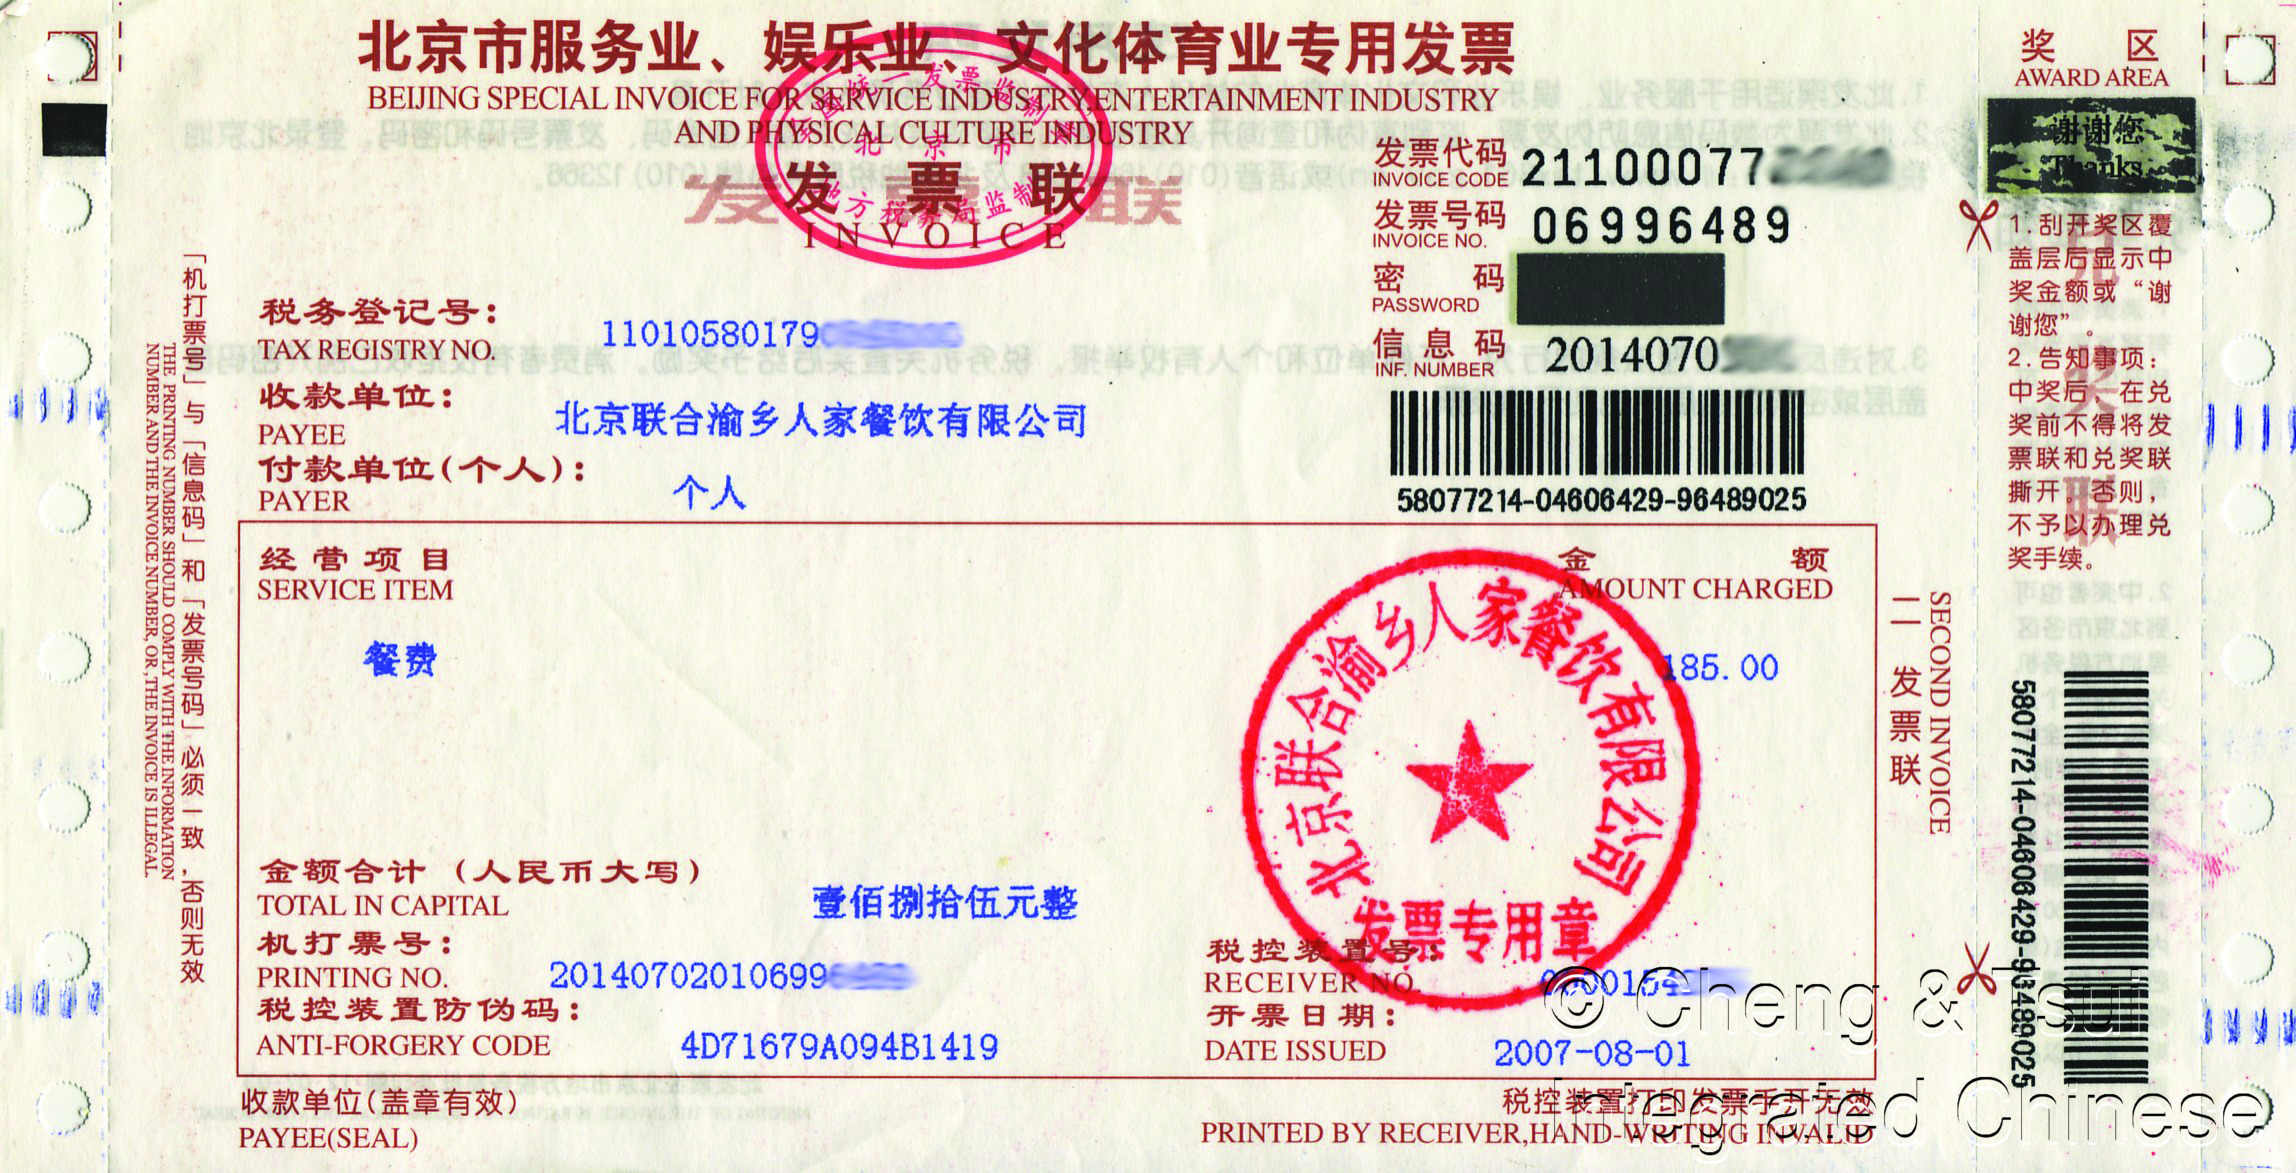 北京市服务业、娱乐业、文化体育业专用发票
BEIJING SPECIAL INVOICE FOR SERVICE INDUSTRY.ENTERTAINMENT INDUSTRY
AND PHYSICAL CULTURE INDUSTRY
发票联
INVOICE
全国统一发票监制章
北京市
地方税务局监制
发票代码 21100077
INVOICE CODE
发票号码 06996489
INVOICE NO.
密 码
PASSWORD
信息码 2014070
INF. NUMBER
58077214-04606429-96489025
税务登记号: 11010580179
TAX REGISTRY NO.
收款单位: 北京联合渝乡人家餐饮有限公司
PAYEE
付款单位(个人): 个人
PAYER
经营项目
SERVICE ITEM
金 额
AMOUNT CHARGED
餐费 185.00
北京联合渝乡人家餐饮有限公司
发票专用章
金额合计（人民币大写） 壹佰捌拾伍元整
TOTAL IN CAPITAL
机打票号: 20140702010699
PRINTING NO.
税控装置号:
RECEIVER NO.
税控装置防伪码: 4D71679A094B1419
ANTI-FORGERY CODE
开票日期: 2007-08-01
DATE ISSUED
收款单位(盖章有效)
PAYEE(SEAL)
税控装置打印发票手开无效
PRINTED BY RECEIVER,HAND-WRITING INVALID
「机打票号」与「信息码」和「发票号码」必须一致,否则无效
THE PRINTING NUMBER SHOULD COMPLY WITH THE INFORMATION
NUMBER AND THE INVOICE NUMBER, OR ,THE INVOICE IS ILLEGAL
二 发票联
SECOND INVOICE
奖 区
AWARD AREA
谢谢您
Thanks
兑奖联
1.刮开奖区覆
盖层后显示中
奖金额或“谢
谢您”。
2.告知事项:
中奖后、在兑
奖前不得将发
票联和兑奖联
撕开。否则,
不予以办理兑
奖手续。
58077214-04606429-96489025
© Cheng & Tsui
Integrated Chinese